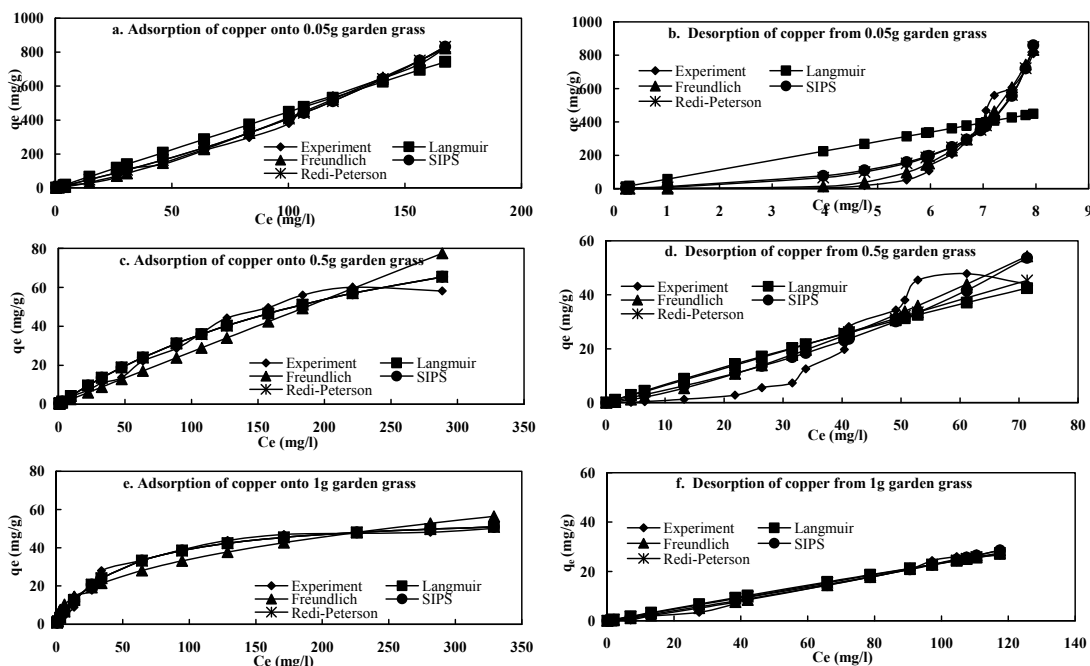 a. Adsorption of copper onto 0.05g garden grass
qe (mg/g)
1000
800
600
400
200
0
Experiment
Langmuir
Freundlich
SIPS
Redi-Peterson
0
50
100
150
200
Ce (mg/l)
b. Desorption of copper from 0.05g garden grass
qe (mg/g)
1000
800
600
400
200
0
Experiment
Langmuir
Freundlich
SIPS
Redi-Peterson
0
1
2
3
4
5
6
7
8
9
Ce (mg/l)
c. Adsorption of copper onto 0.5g garden grass
qe (mg/g)
80
60
40
20
0
Experiment
Langmuir
Freundlich
SIPS
Redi-Peterson
0
50
100
150
200
250
300
350
Ce (mg/l)
d. Desorption of copper from 0.5g garden grass
qe (mg/g)
60
40
20
0
Experiment
Langmuir
Freundlich
SIPS
Redi-Peterson
0
10
20
30
40
50
60
70
80
Ce (mg/l)
e. Adsorption of copper onto 1g garden grass
qe (mg/g)
80
60
40
20
0
Experiment
Langmuir
Freundlich
SIPS
Redi-Peterson
0
50
100
150
200
250
300
350
Ce (mg/l)
f. Desorption of copper from 1g garden grass
qe (mg/g)
60
40
20
0
Experiment
Langmuir
Freundlich
SIPS
Redi-Peterson
0
20
40
60
80
100
120
140
Ce (mg/l)